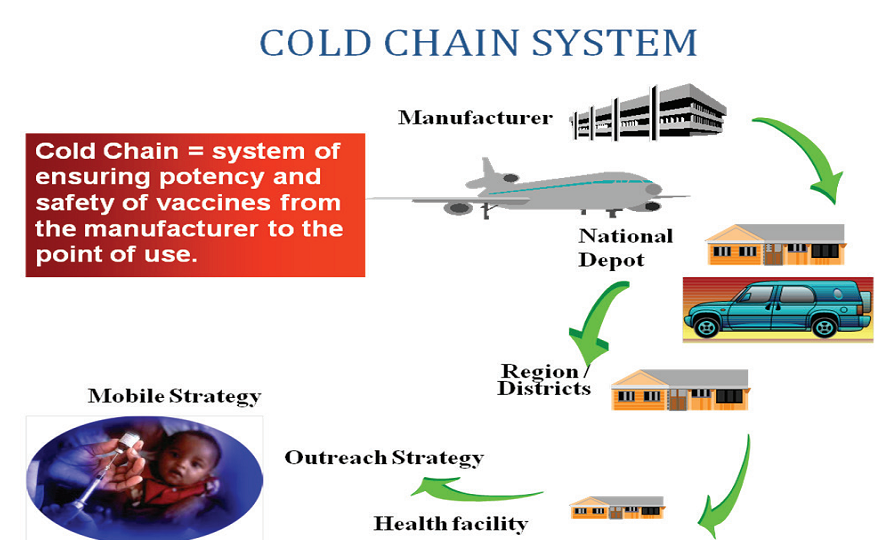 COLD CHAIN SYSTEM
Manufacturer
Cold Chain = system of
ensuring potency and
safety of vaccines from
the manufacturer to the
point of use.
National
Depot
Region /
Districts
Mobile Strategy
Outreach Strategy
Health facility